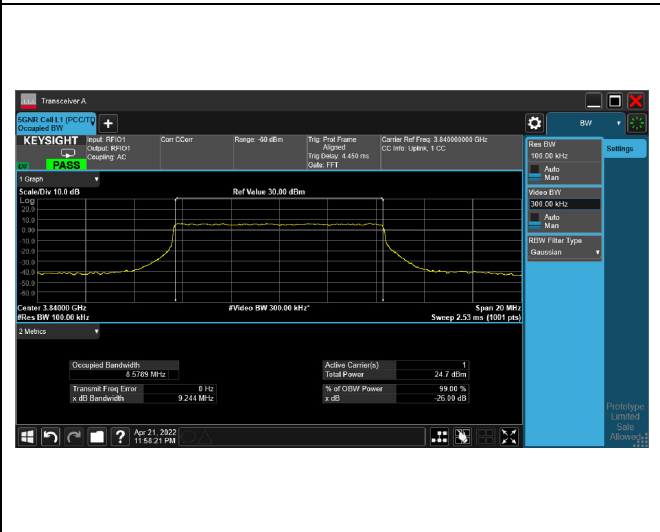 Transceiver A
5GNR Call L1 (PCC/T
Occupied BW
KEYSIGHT
PASS
Input: RFIO1
Output: RFIO1
Coupling: AC
Corr CCorr
Range: -60 dBm
Trig: Prot Frame
Aligned
Trig Delay: 4.450 ms
Gate: FFT
Carrier Ref Freq: 3.840000000 GHz
CC Info: Uplink, 1 CC
BW
Settings
Res BW
100.00 kHz
Auto
Man
Video BW
300.00 kHz
Auto
Man
RBW Filter Type
Gaussian
1 Graph
Scale/Div 10.0 dB
Ref Value 30.00 dBm
Log
20.0
10.0
0.00
-10.0
-20.0
-30.0
-40.0
-50.0
-60.0
Center 3.84000 GHz
#Video BW 300.00 kHz*
Span 20 MHz
#Res BW 100.00 kHz
Sweep 2.53 ms (1001 pts)
2 Metrics
Occupied Bandwidth
8.5789 MHz
Active Carrier(s)
1
Total Power
24.7 dBm
Transmit Freq Error
0 Hz
x dB Bandwidth
9.244 MHz
% of OBW Power
99.00 %
x dB
-26.00 dB
Prototype
Limited
Sale
Allowed
?
Apr 21, 2022
11:58:21 PM